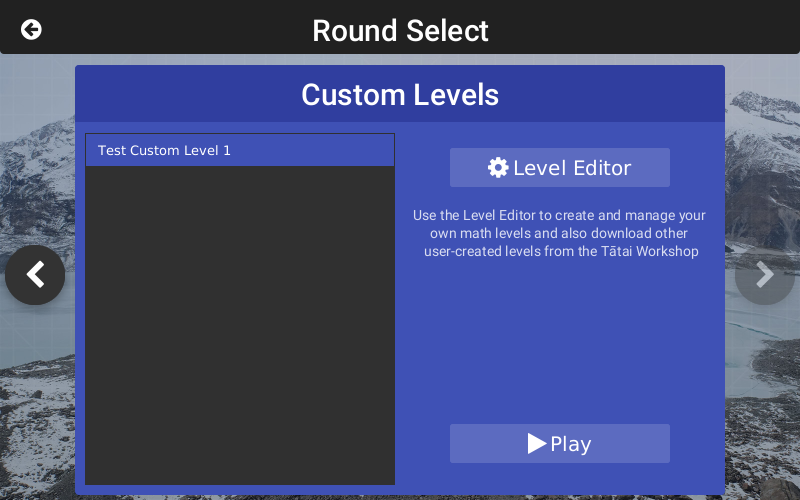 Round Select
Custom Levels
Test Custom Level 1
Level Editor
Use the Level Editor to create and manage your
own math levels and also download other
user-created levels from the Tātai Workshop
Play